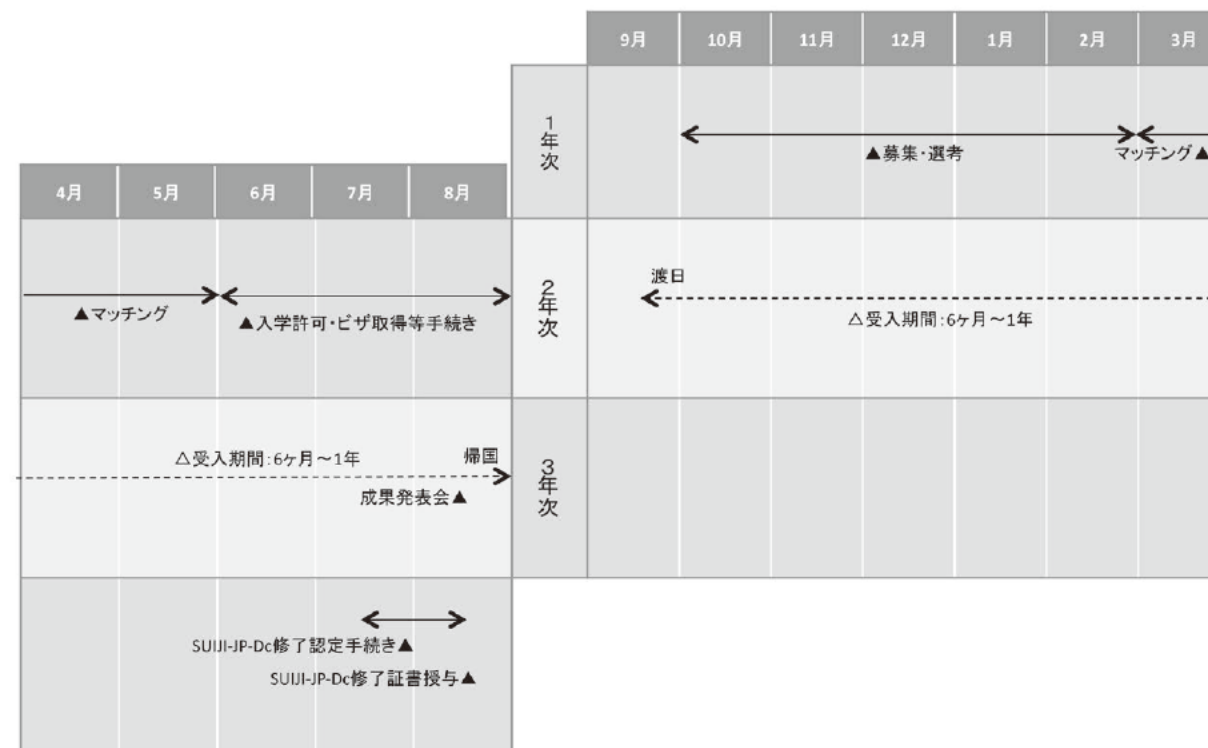 9月 10月 11月 12月 1月 2月 3月
1年次
▲募集・選考
マッチング▲
4月 5月 6月 7月 8月
▲マッチング
▲入学許可・ビザ取得等手続き
2年次
渡日
△受入期間:6ヶ月～1年
△受入期間:6ヶ月～1年
帰国
成果発表会▲
3年次
SUIJI-JP-Dc修了認定手続き▲
SUIJI-JP-Dc修了証書授与▲